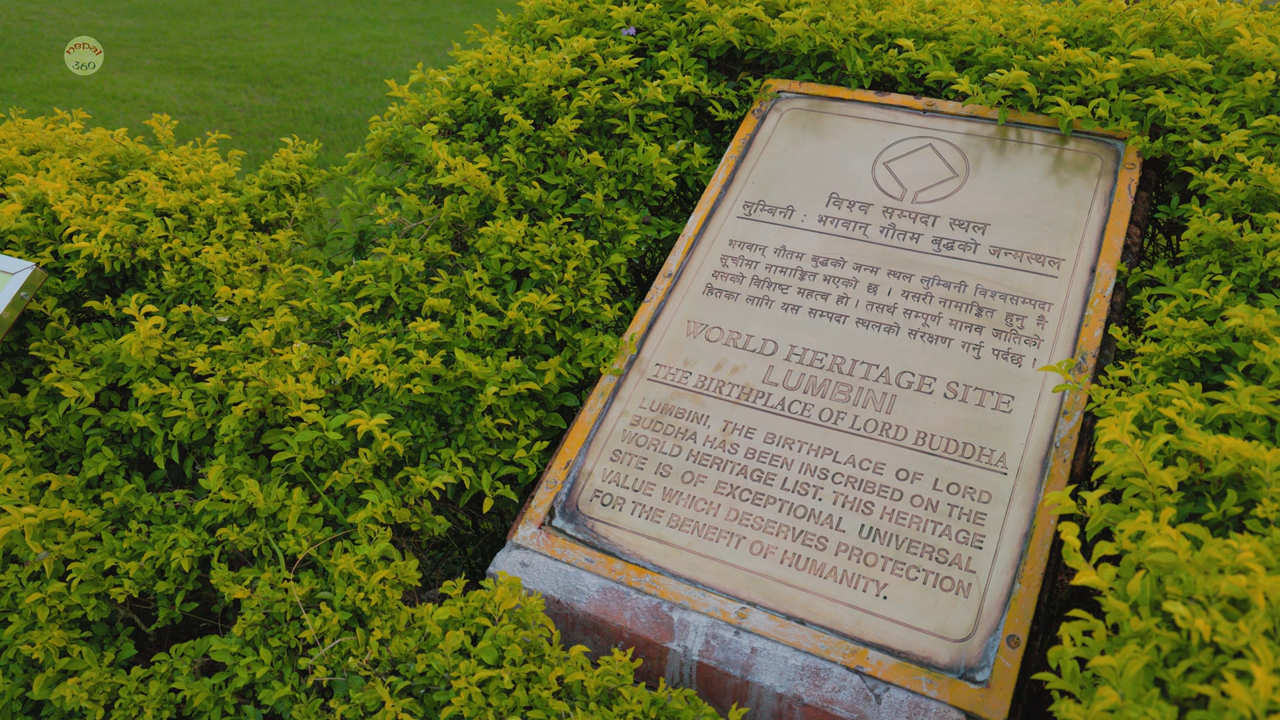 nepal
360
विश्व सम्पदा स्थल
लुम्बिनी : भगवान् गौतम बुद्धको जन्मस्थल
भगवान् गौतम बुद्धको जन्म स्थल लुम्बिनी विश्वसम्पदा
सूचीमा नामाङ्कित भएको छ । यसरी नामाङ्कित हुनु नै
यसको विशिष्ट महत्व हो । तसर्थ सम्पूर्ण मानव जातिको
हितका लागि यस सम्पदा स्थलको संरक्षण गर्नु पर्दछ ।
WORLD HERITAGE SITE
LUMBINI
THE BIRTHPLACE OF LORD BUDDHA
LUMBINI, THE BIRTHPLACE OF LORD
BUDDHA HAS BEEN INSCRIBED ON THE
WORLD HERITAGE LIST. THIS HERITAGE
SITE IS OF EXCEPTIONAL UNIVERSAL
VALUE WHICH DESERVES PROTECTION
FOR THE BENEFIT OF HUMANITY.